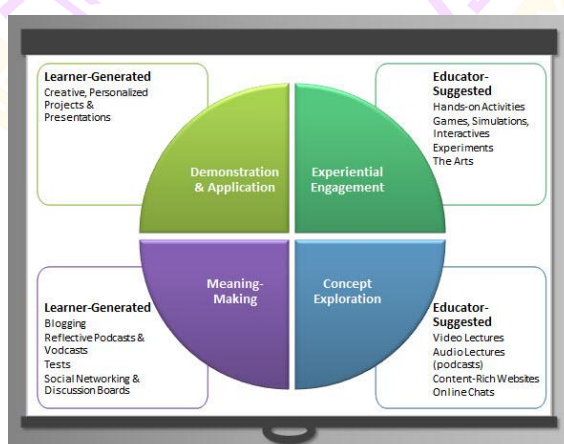 Learner-Generated
Creative, Personalized
Projects &
Presentations
Educator-
Suggested
Hands-on Activities
Games, Simulations,
Interactives
Experiments
The Arts
Demonstration
& Application
Experiential
Engagement
Meaning-
Making
Concept
Exploration
Learner-Generated
Blogging
Reflective Podcasts &
Vodcasts
Tests
Social Networking &
Discussion Boards
Educator-
Suggested
Video Lectures
Audio Lectures
(podcasts)
Content-Rich Websites
Online Chats